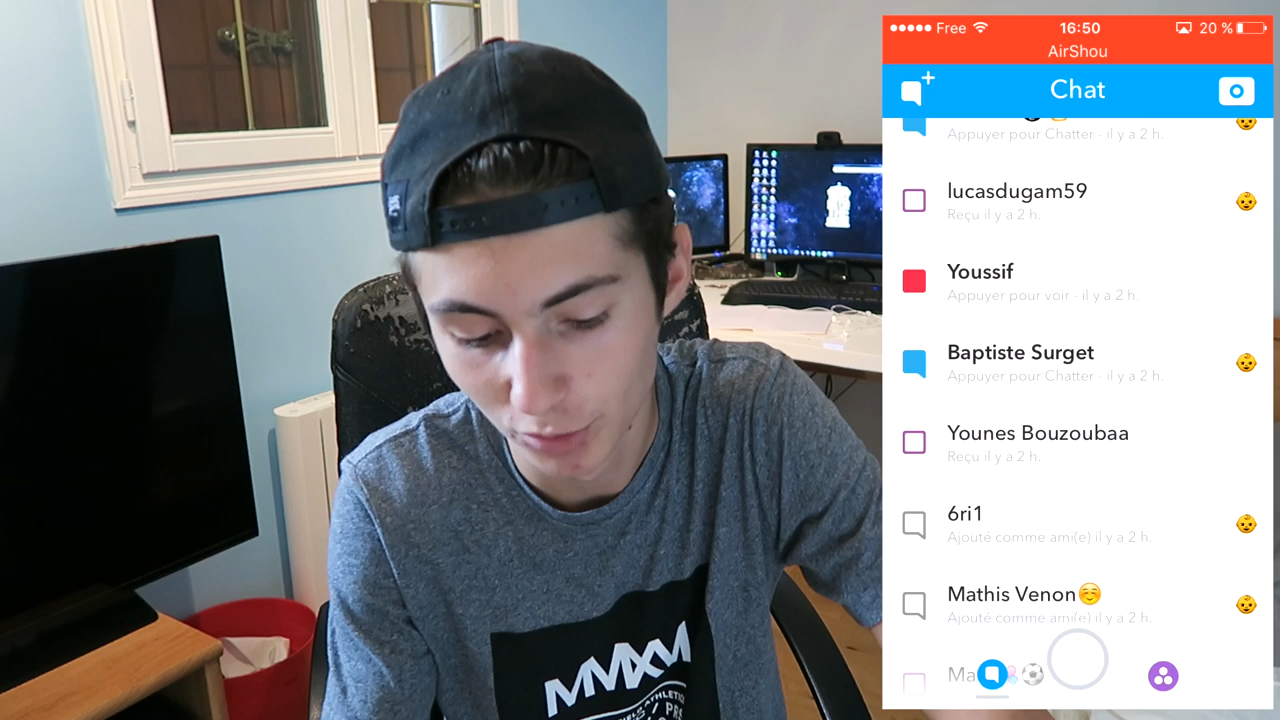 Free 16:50 20 %
AirShou
Chat
Appuyer pour Chatter - il y a 2 h.
lucasdugam59
Reçu il y a 2 h.
Youssif
Appuyer pour voir - il y a 2 h.
Baptiste Surget
Appuyer pour Chatter - il y a 2 h.
Younes Bouzoubaa
Reçu il y a 2 h.
6ri1
Ajouté comme ami(e) il y a 2 h.
Mathis Venon☺️
Ajouté comme ami(e) il y a 2 h.
MMXVI